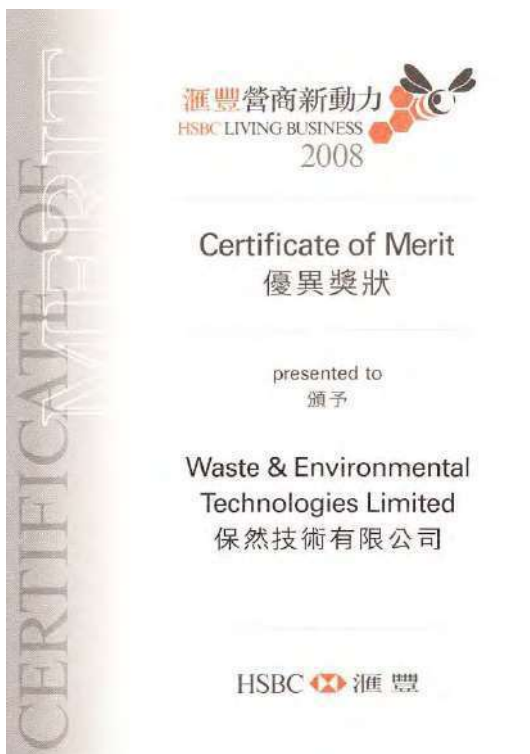 CERTIFICATE OF
MERIT
滙豐營商新動力
HSBC LIVING BUSINESS
2008
Certificate of Merit
優異獎狀
presented to
頒予
Waste & Environmental
Technologies Limited
保然技術有限公司
HSBC 滙豐